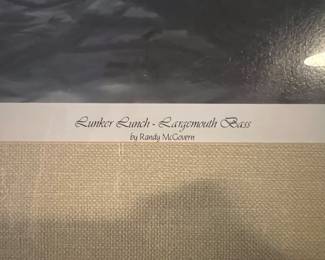 Lunker Lunch - Largemouth Bass
by Randy McGovern